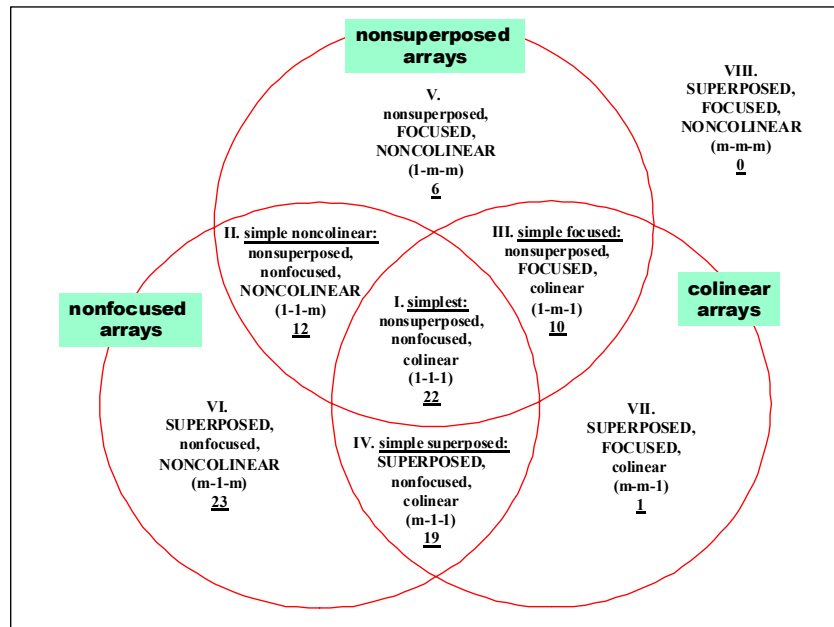 nonsuperposed
arrays
V.
nonsuperposed,
FOCUSED,
NONCOLINEAR
(1-m-m)
6
VIII.
SUPERPOSED,
FOCUSED,
NONCOLINEAR
(m-m-m)
0
II. simple noncolinear:
nonsuperposed,
nonfocused,
NONCOLINEAR
(1-1-m)
12
III. simple focused:
nonsuperposed,
FOCUSED,
colinear
(1-m-1)
10
nonfocused
arrays
I. simplest:
nonsuperposed,
nonfocused,
colinear
(1-1-1)
22
colinear
arrays
VI.
SUPERPOSED,
nonfocused,
NONCOLINEAR
(m-1-m)
23
IV. simple superposed:
SUPERPOSED,
nonfocused,
colinear
(m-1-1)
19
VII.
SUPERPOSED,
FOCUSED,
colinear
(m-m-1)
1